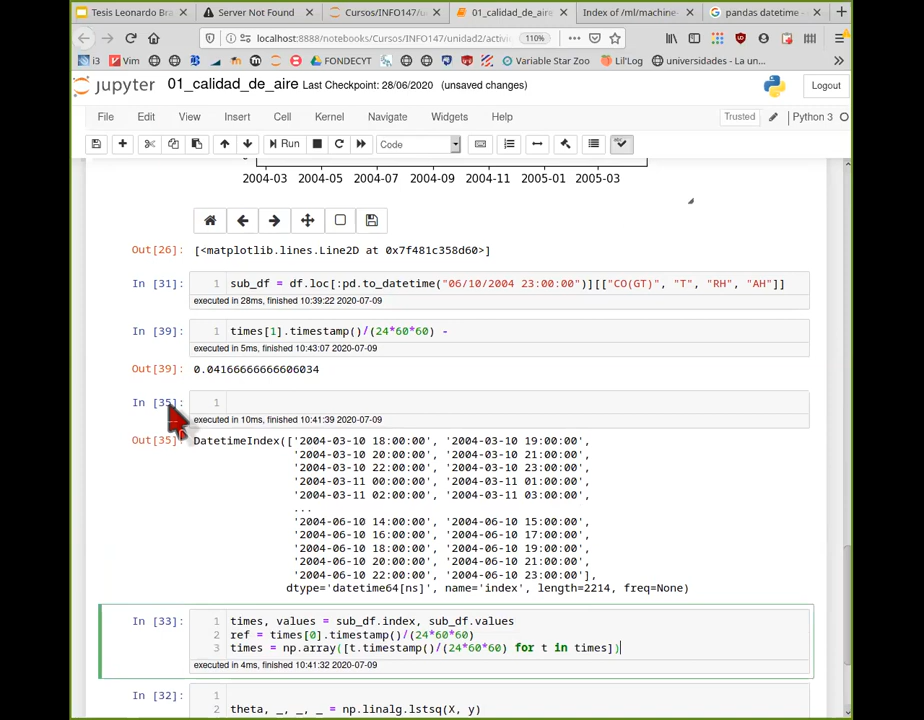 Tesis Leonardo Bra
Server Not Found
Cursos/INFO147/u
01_calidad_de_aire
Index of /ml/machine-
pandas datetime -
localhost:8888/notebooks/Cursos/INFO147/unidad2/activi
110%
i3
Vim
FONDECYT
Variable Star Zoo
Lil'Log
universidades - La un...
jupyter
01_calidad_de_aire
Last Checkpoint: 28/06/2020
(unsaved changes)
Logout
File
Edit
View
Insert
Cell
Kernel
Navigate
Widgets
Help
Trusted
Python 3
Run
Code
2004-03 2004-05 2004-07 2004-09 2004-11 2005-01 2005-03
Out[26]: [<matplotlib.lines.Line2D at 0x7f481c358d60>]
In [31]: 1 sub_df = df.loc[:pd.to_datetime("06/10/2004 23:00:00")][["CO(GT)", "T", "RH", "AH"]]
executed in 28ms, finished 10:39:22 2020-07-09
In [39]: 1 times[1].timestamp()/(24*60*60) -
executed in 5ms, finished 10:43:07 2020-07-09
Out[39]: 0.04166666666606034
In [35]: 1
executed in 10ms, finished 10:41:39 2020-07-09
Out[35]: DatetimeIndex(['2004-03-10 18:00:00', '2004-03-10 19:00:00',
'2004-03-10 20:00:00', '2004-03-10 21:00:00',
'2004-03-10 22:00:00', '2004-03-10 23:00:00',
'2004-03-11 00:00:00', '2004-03-11 01:00:00',
'2004-03-11 02:00:00', '2004-03-11 03:00:00',
...
'2004-06-10 14:00:00', '2004-06-10 15:00:00',
'2004-06-10 16:00:00', '2004-06-10 17:00:00',
'2004-06-10 18:00:00', '2004-06-10 19:00:00',
'2004-06-10 20:00:00', '2004-06-10 21:00:00',
'2004-06-10 22:00:00', '2004-06-10 23:00:00'],
dtype='datetime64[ns]', name='index', length=2214, freq=None)
In [33]: 1 times, values = sub_df.index, sub_df.values
2 ref = times[0].timestamp()/(24*60*60)
3 times = np.array([t.timestamp()/(24*60*60) for t in times])
executed in 4ms, finished 10:41:32 2020-07-09
In [32]: 1
2 theta, _, _, _ = np.linalg.lstsq(X, y)